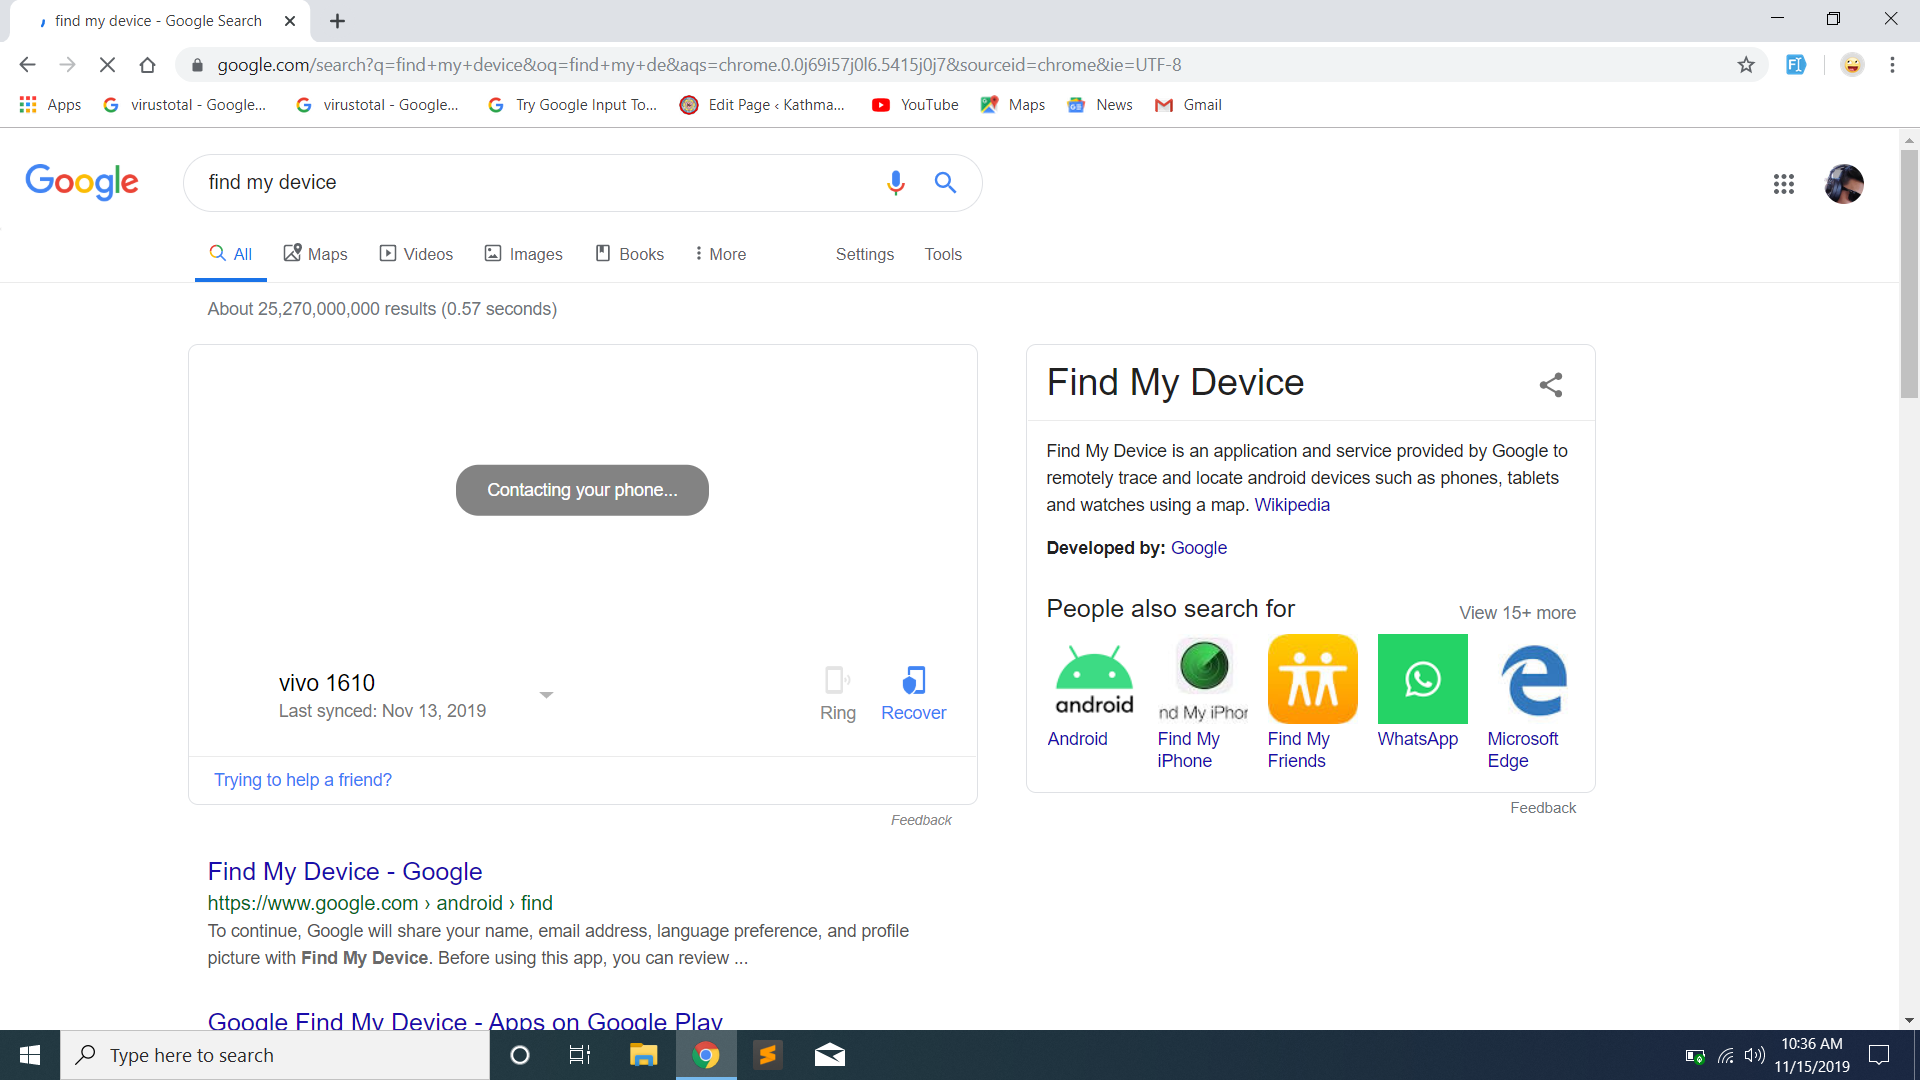 find my device - Google Search
google.com/search?q=find+my+device&oq=find+my+de&aqs=chrome.0.0j69i57j0l6.5415j0j7&sourceid=chrome&ie=UTF-8
Apps virustotal - Google... virustotal - Google... Try Google Input To... Edit Page ‹ Kathma... YouTube Maps News Gmail
Google
find my device
All Maps Videos Images Books More Settings Tools
About 25,270,000,000 results (0.57 seconds)
Contacting your phone...
vivo 1610
Last synced: Nov 13, 2019
Ring Recover
Trying to help a friend?
Feedback
Find My Device - Google
https://www.google.com › android › find
To continue, Google will share your name, email address, language preference, and profile
picture with Find My Device. Before using this app, you can review ...
Google Find My Device - Apps on Google Play
Find My Device
Find My Device is an application and service provided by Google to
remotely trace and locate android devices such as phones, tablets
and watches using a map. Wikipedia
Developed by: Google
People also search for
View 15+ more
android
nd My iPhor
Android
Find My
iPhone
Find My
Friends
WhatsApp
Microsoft
Edge
Feedback
Type here to search
10:36 AM
11/15/2019